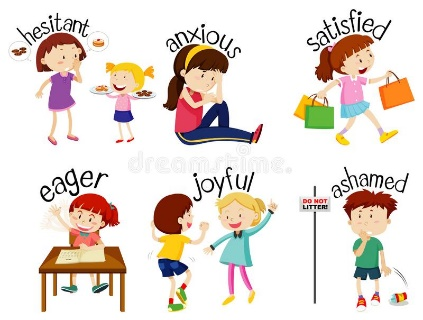 hesitant
anxious
satisfied
dreamstime
eager
joyful
ashamed
DO NOT
LITTER!